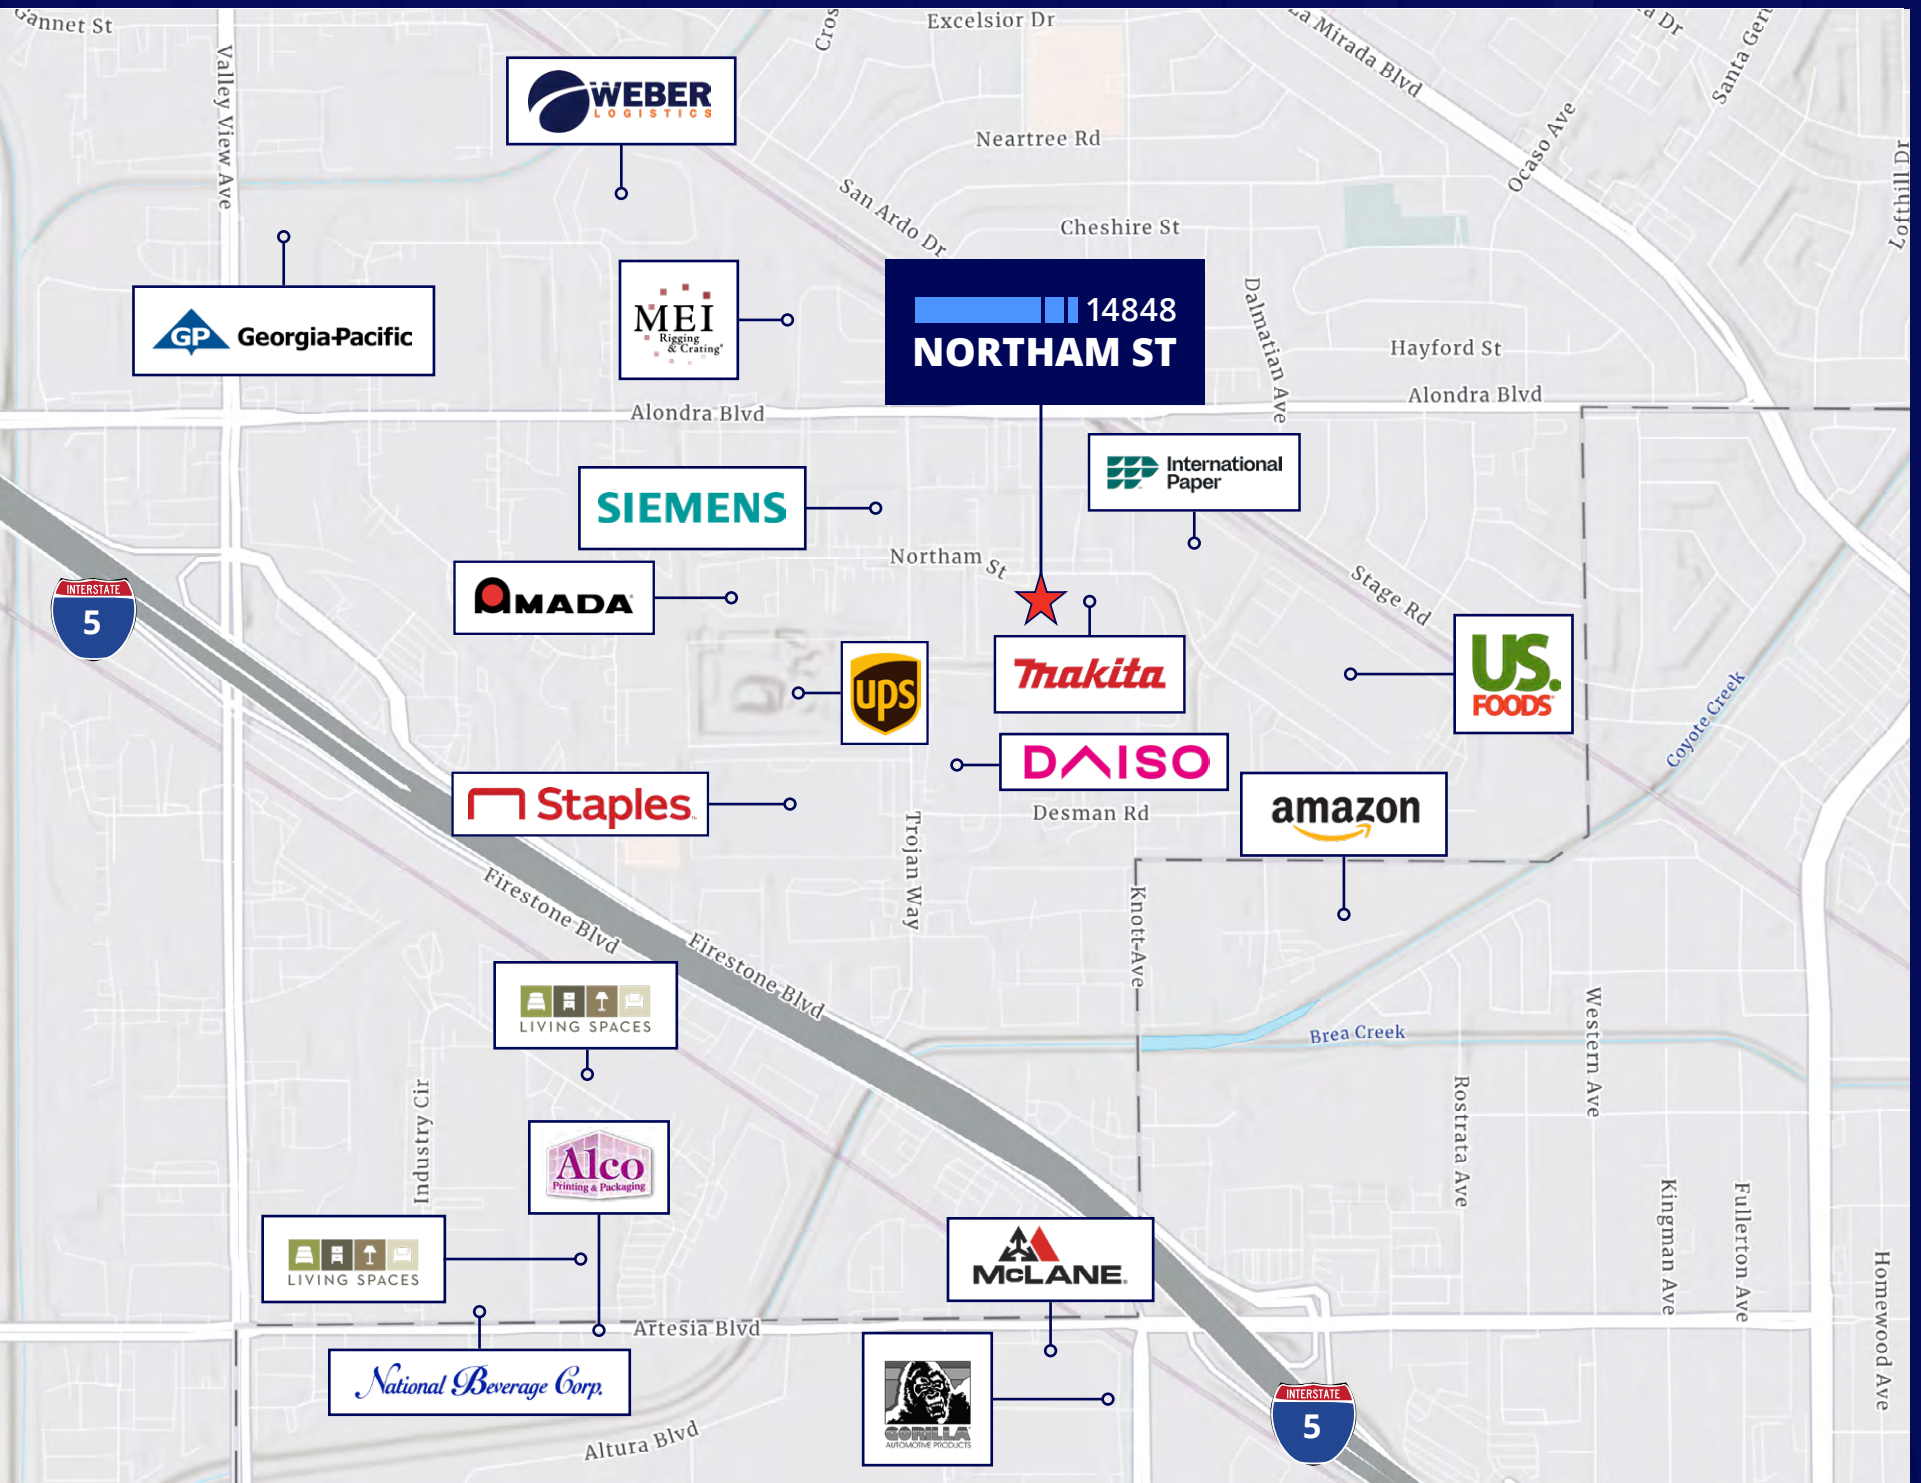 Gannet St
Valley View Ave
Cros
Excelsior Dr
La Mirada Blvd
a Dr
Santa Gert
Ocaso Ave
Lofthill Dr
WEBER
LOGISTICS
Neartree Rd
San Ardo Dr
Cheshire St
GP Georgia-Pacific
MEI
Rigging
& Crating
14848
NORTHAM ST
Dalmatian Ave
Hayford St
Alondra Blvd
Alondra Blvd
SIEMENS
International
Paper
Northam St
AMADA
INTERSTATE
5
Stage Rd
ups
makita
US.
FOODS
Coyote Creek
DAISO
Staples
amazon
Desman Rd
Trojan Way
Knott Ave
Firestone Blvd
Firestone Blvd
LIVING SPACES
Brea Creek
Western Ave
Industry Cir
Rostrata Ave
Alco
Printing & Packaging
Kingman Ave
Fullerton Ave
Homewood Ave
LIVING SPACES
McLANE
Artesia Blvd
National Beverage Corp.
GORILLA
AUTOMOTIVE PRODUCTS
INTERSTATE
5
Altura Blvd